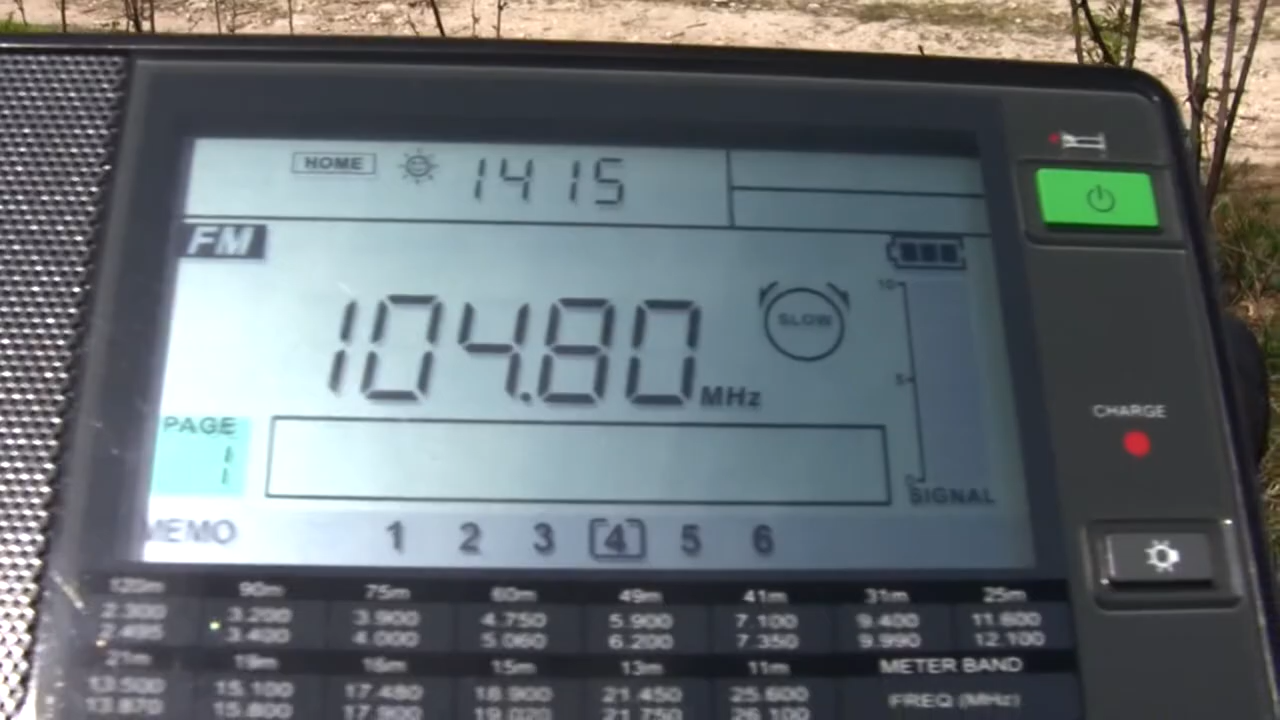 HOME 1415
FM
104.80 MHz
SLOW
10
5
0
SIGNAL
PAGE
1
MEMO 1 2 3 4 5 6
CHARGE
120m 90m 75m 60m 49m 41m 31m 25m
2.300 3.200 3.900 4.750 5.900 7.100 9.400 11.600
2.495 3.400 4.000 5.060 6.200 7.350 9.990 12.100
21m 19m 16m 15m 13m 11m METER BAND
13.500 15.100 17.480 18.900 21.450 25.600 FREQ (MHz)
13.870 15.800 17.900 19.020 21.750 26.100